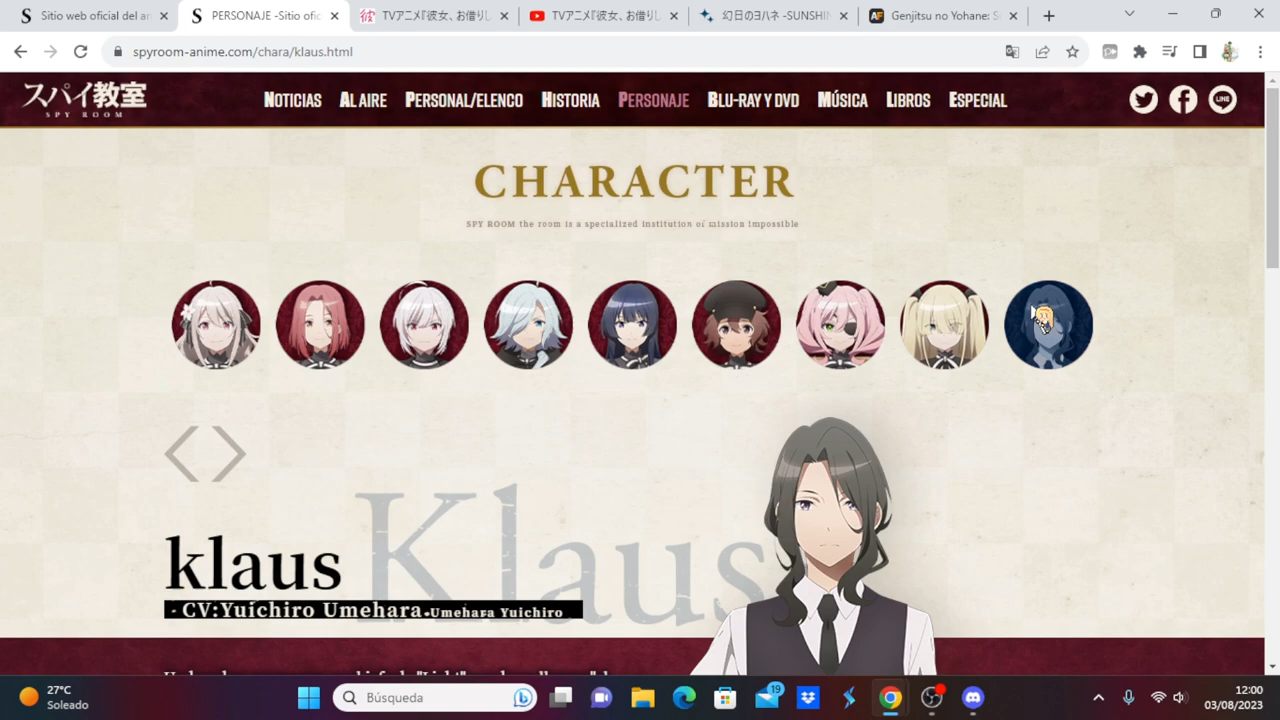 Sitio web oficial del an
PERSONAJE -Sitio ofic
TVアニメ『彼女、お借りし
TVアニメ『彼女、お借りし
幻日のヨハネ -SUNSHIN
Genjitsu no Yohane: S
spyroom-anime.com/chara/klaus.html
スパイ教室
SPY ROOM
NOTICIAS
AL AIRE
PERSONAL/ELENCO
HISTORIA
PERSONAJE
BLU-RAY Y DVD
MÚSICA
LIBROS
ESPECIAL
LINE
CHARACTER
SPY ROOM the room is a specialized institution of mission impossible
Klaus
klaus
- CV:Yuichiro Umehara-Umehara Yuichiro
27°C
Soleado
Búsqueda
19
12:00
03/08/2023